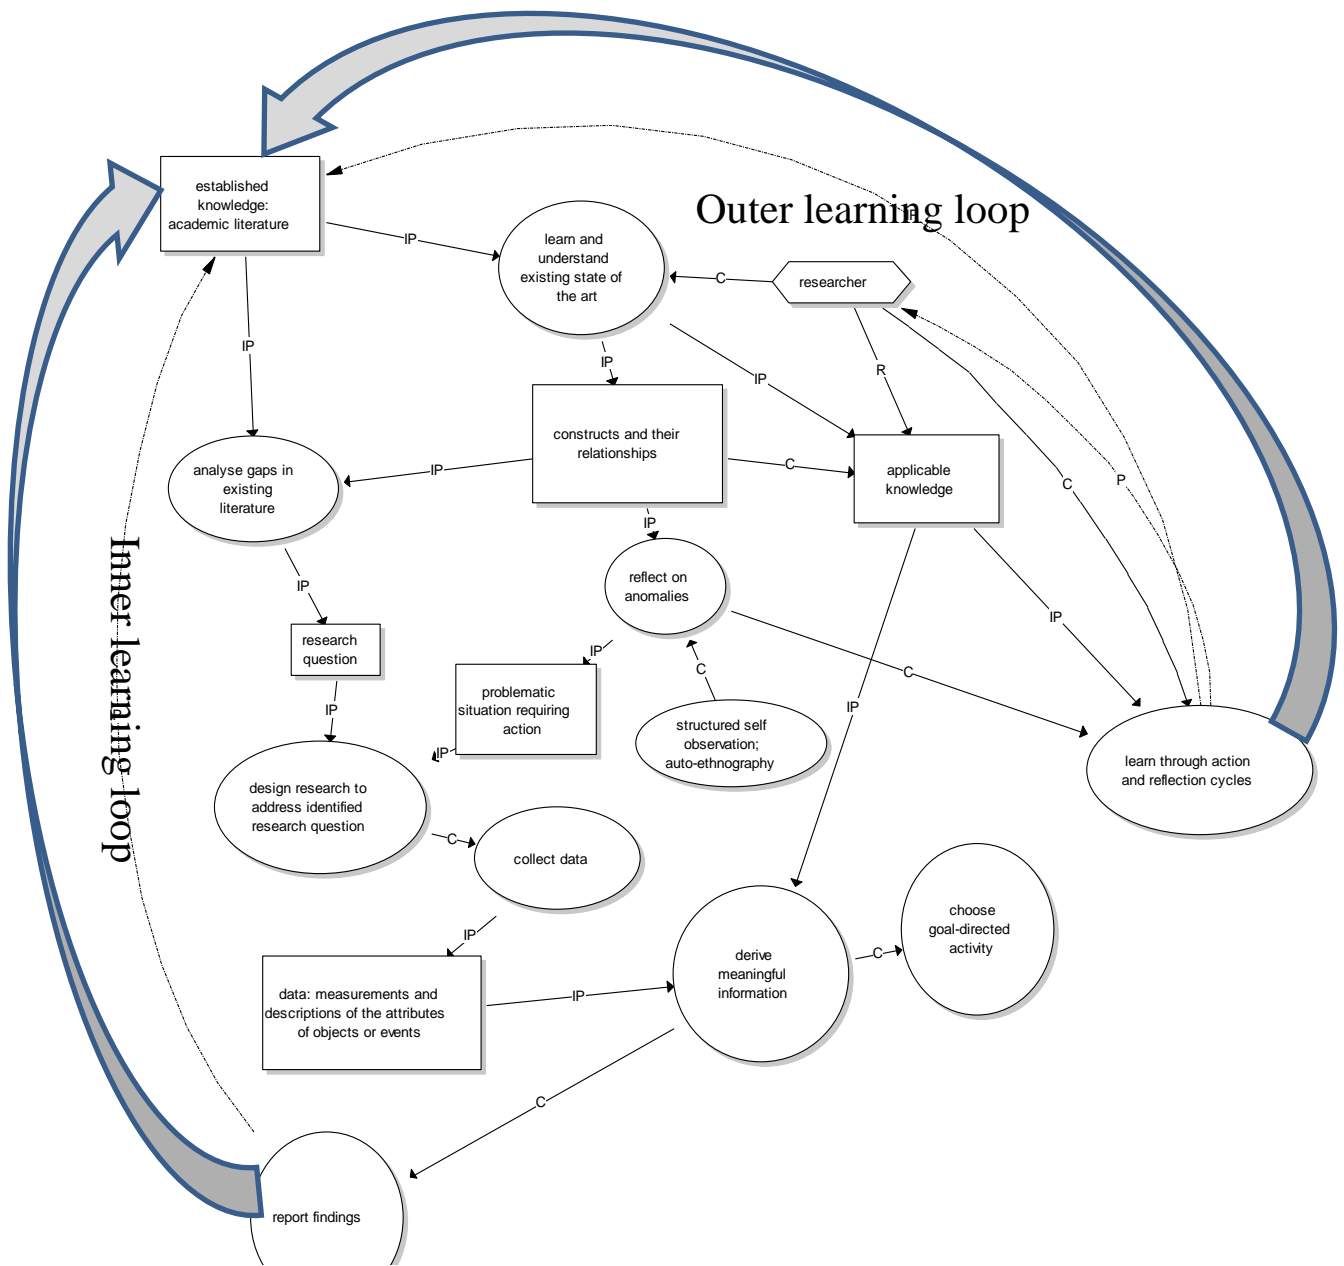 Outer learning loop
established
knowledge:
academic literature
IP
learn and
understand
existing state of
the art
C
researcher
IP
IP
IP
R
constructs and their
relationships
IP
C
applicable
knowledge
C
P
analyse gaps in
existing
literature
IP
reflect on
anomalies
IP
IP
research
question
IP
C
C
IP
problematic
situation requiring
action
IP
IP
structured self
observation;
auto-ethnography
IP
learn through action
and reflection cycles
Inner learning loop
design research to
address identified
research question
C
collect data
IP
choose
goal-directed
activity
C
derive
meaningful
information
data: measurements and
descriptions of the attributes
of objects or events
IP
C
report findings